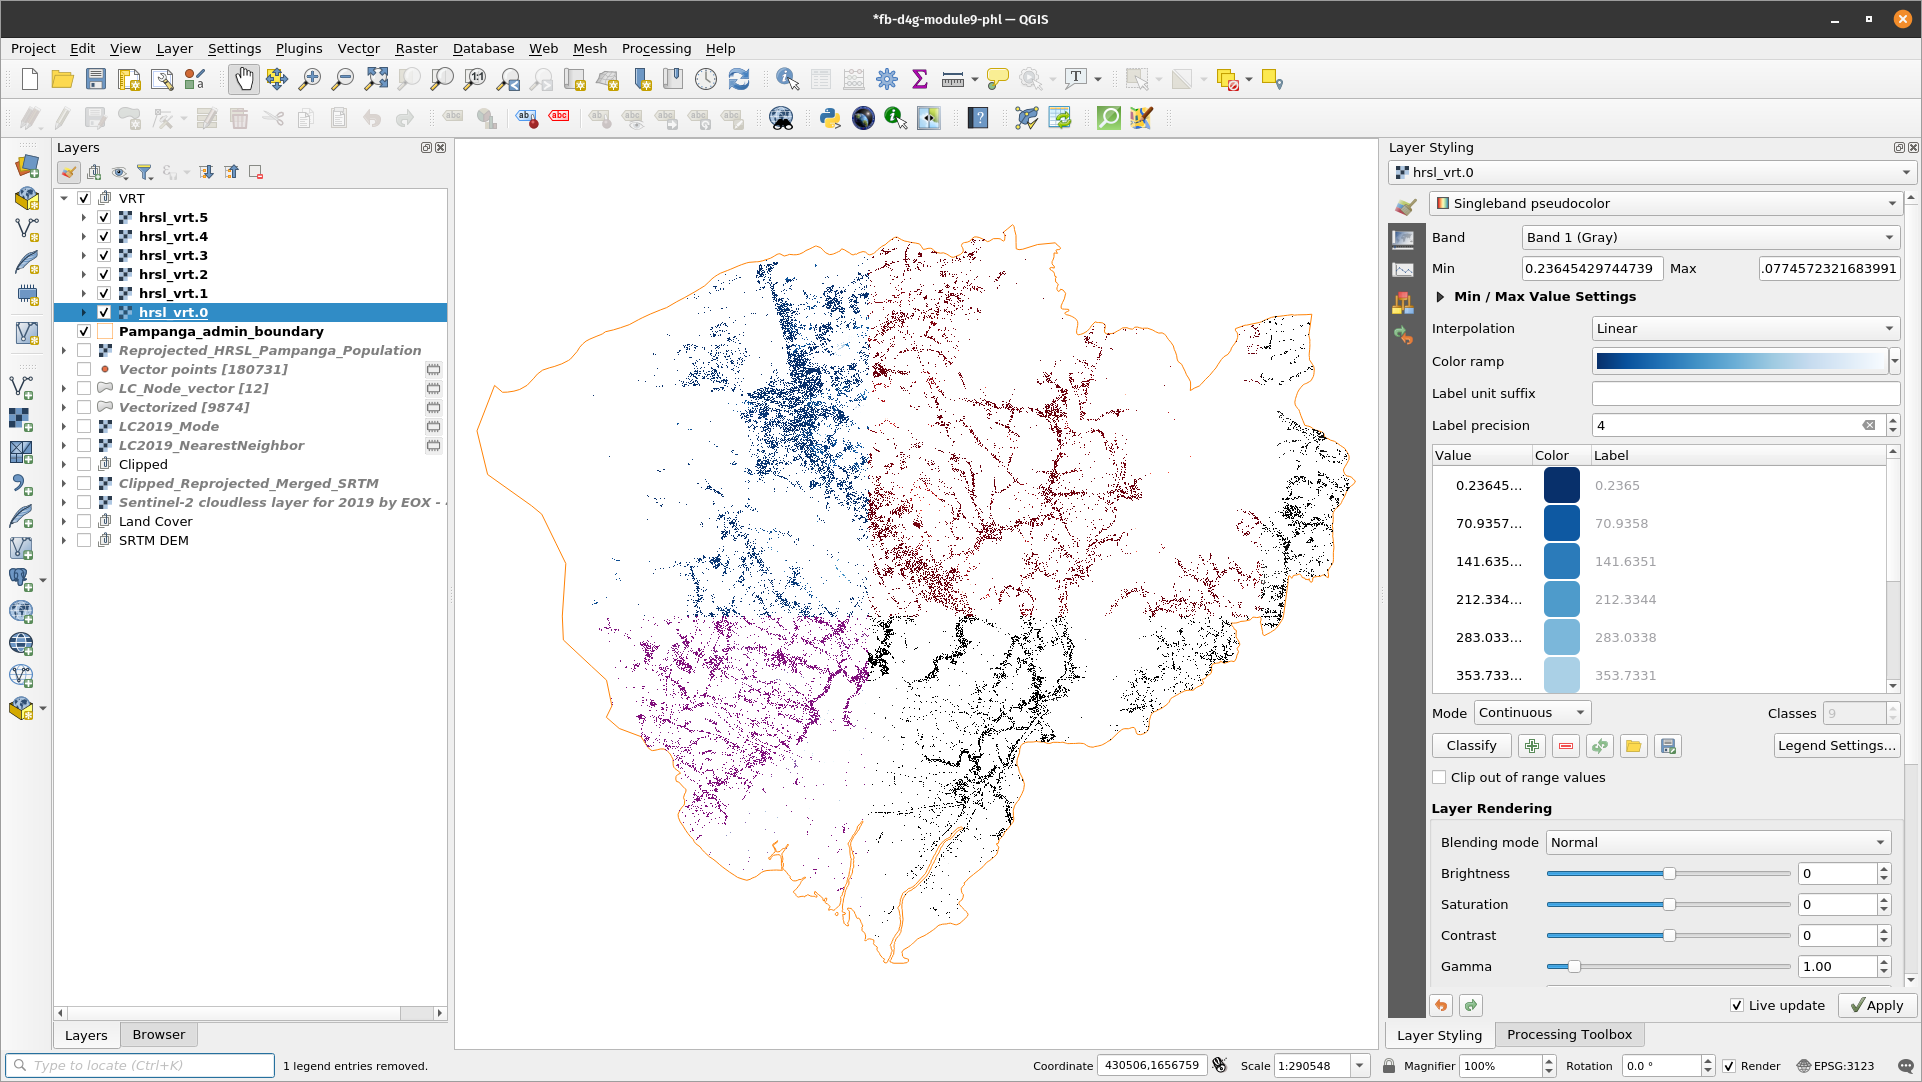 *fb-d4g-module9-phl — QGIS
Project Edit View Layer Settings Plugins Vector Raster Database Web Mesh Processing Help
Layers
VRT
hrsl_vrt.5
hrsl_vrt.4
hrsl_vrt.3
hrsl_vrt.2
hrsl_vrt.1
hrsl_vrt.0
Pampanga_admin_boundary
Reprojected_HRSL_Pampanga_Population
Vector points [180731]
LC_Node_vector [12]
Vectorized [9874]
LC2019_Mode
LC2019_NearestNeighbor
Clipped
Clipped_Reprojected_Merged_SRTM
Sentinel-2 cloudless layer for 2019 by EOX -
Land Cover
SRTM DEM
Layers Browser
Layer Styling
hrsl_vrt.0
Singleband pseudocolor
Band Band 1 (Gray)
Min 0.23645429744739 Max .0774572321683991
Min / Max Value Settings
Interpolation Linear
Color ramp
Label unit suffix
Label precision 4
Value Color Label
0.23645... 0.2365
70.9357... 70.9358
141.635... 141.6351
212.334... 212.3344
283.033... 283.0338
353.733... 353.7331
Mode Continuous Classes 9
Classify Legend Settings...
Clip out of range values
Layer Rendering
Blending mode Normal
Brightness 0
Saturation 0
Contrast 0
Gamma 1.00
Live update Apply
Layer Styling Processing Toolbox
Type to locate (Ctrl+K) 1 legend entries removed. Coordinate 430506,1656759 Scale 1:290548 Magnifier 100% Rotation 0.0 ° Render EPSG:3123